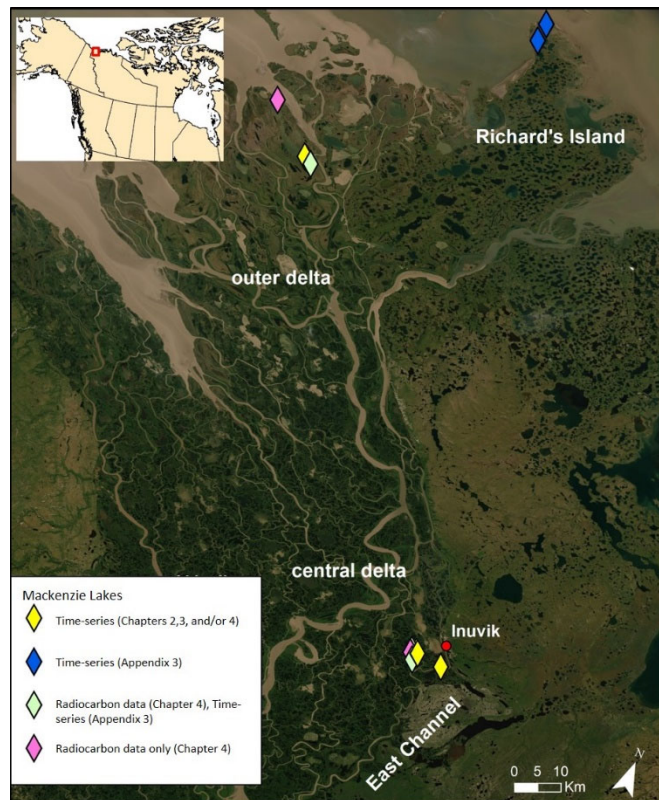 Richard's Island
outer delta
central delta
Inuvik
East Channel
Mackenzie Lakes
Time-series (Chapters 2,3, and/or 4)
Time-series (Appendix 3)
Radiocarbon data (Chapter 4), Time-
series (Appendix 3)
Radiocarbon data only (Chapter 4)
N
0 5 10
Km